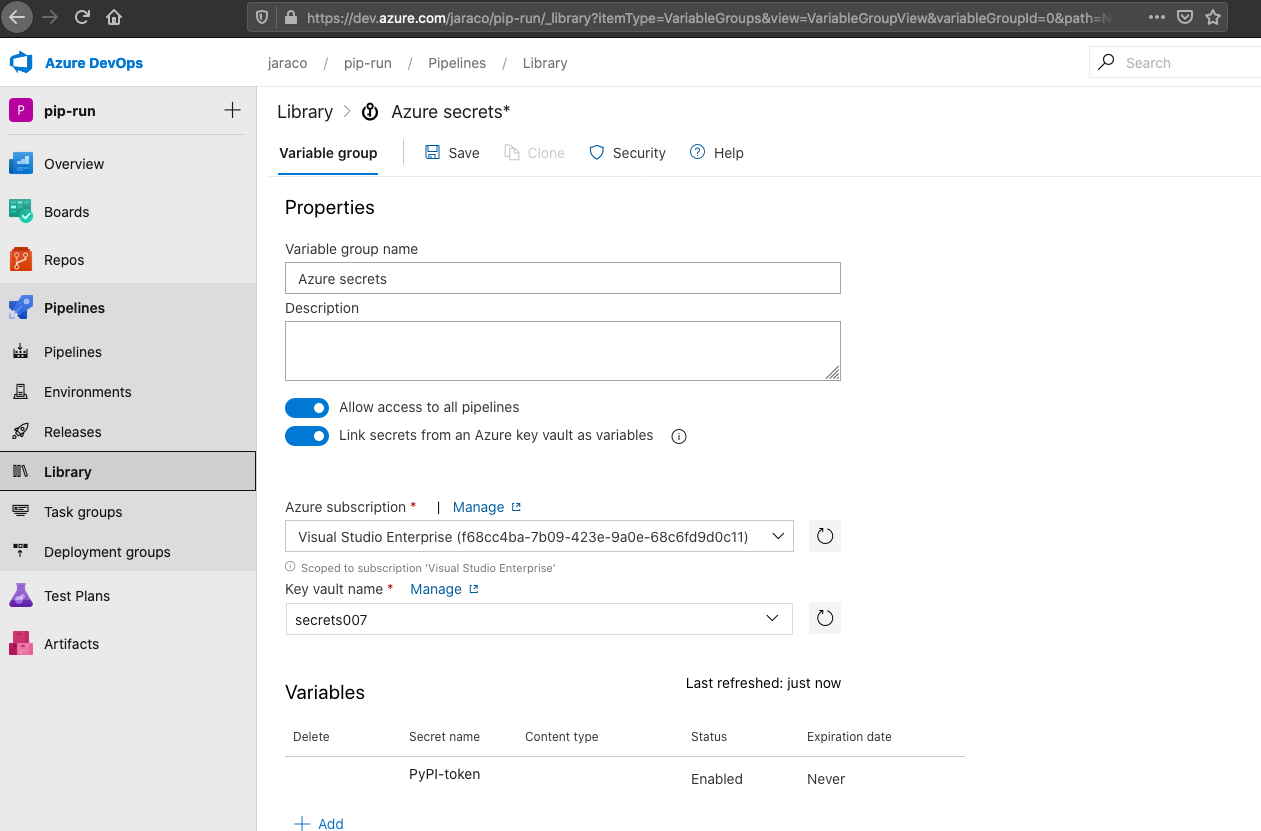 https://dev.azure.com/jaraco/pip-run/_library?itemType=VariableGroups&view=VariableGroupView&variableGroupId=0&path=N
Azure DevOps
jaraco / pip-run / Pipelines / Library
Search
P pip-run
Library > Azure secrets*
Variable group Save Clone Security Help
Overview
Boards
Repos
Pipelines
Pipelines
Environments
Releases
Library
Task groups
Deployment groups
Test Plans
Artifacts
Properties
Variable group name
Azure secrets
Description
Allow access to all pipelines
Link secrets from an Azure key vault as variables
Azure subscription * | Manage
Visual Studio Enterprise (f68cc4ba-7b09-423e-9a0e-68c6fd9d0c11)
Scoped to subscription 'Visual Studio Enterprise'
Key vault name * Manage
secrets007
Variables
Last refreshed: just now
Delete Secret name Content type Status Expiration date
PyPI-token Enabled Never
+ Add